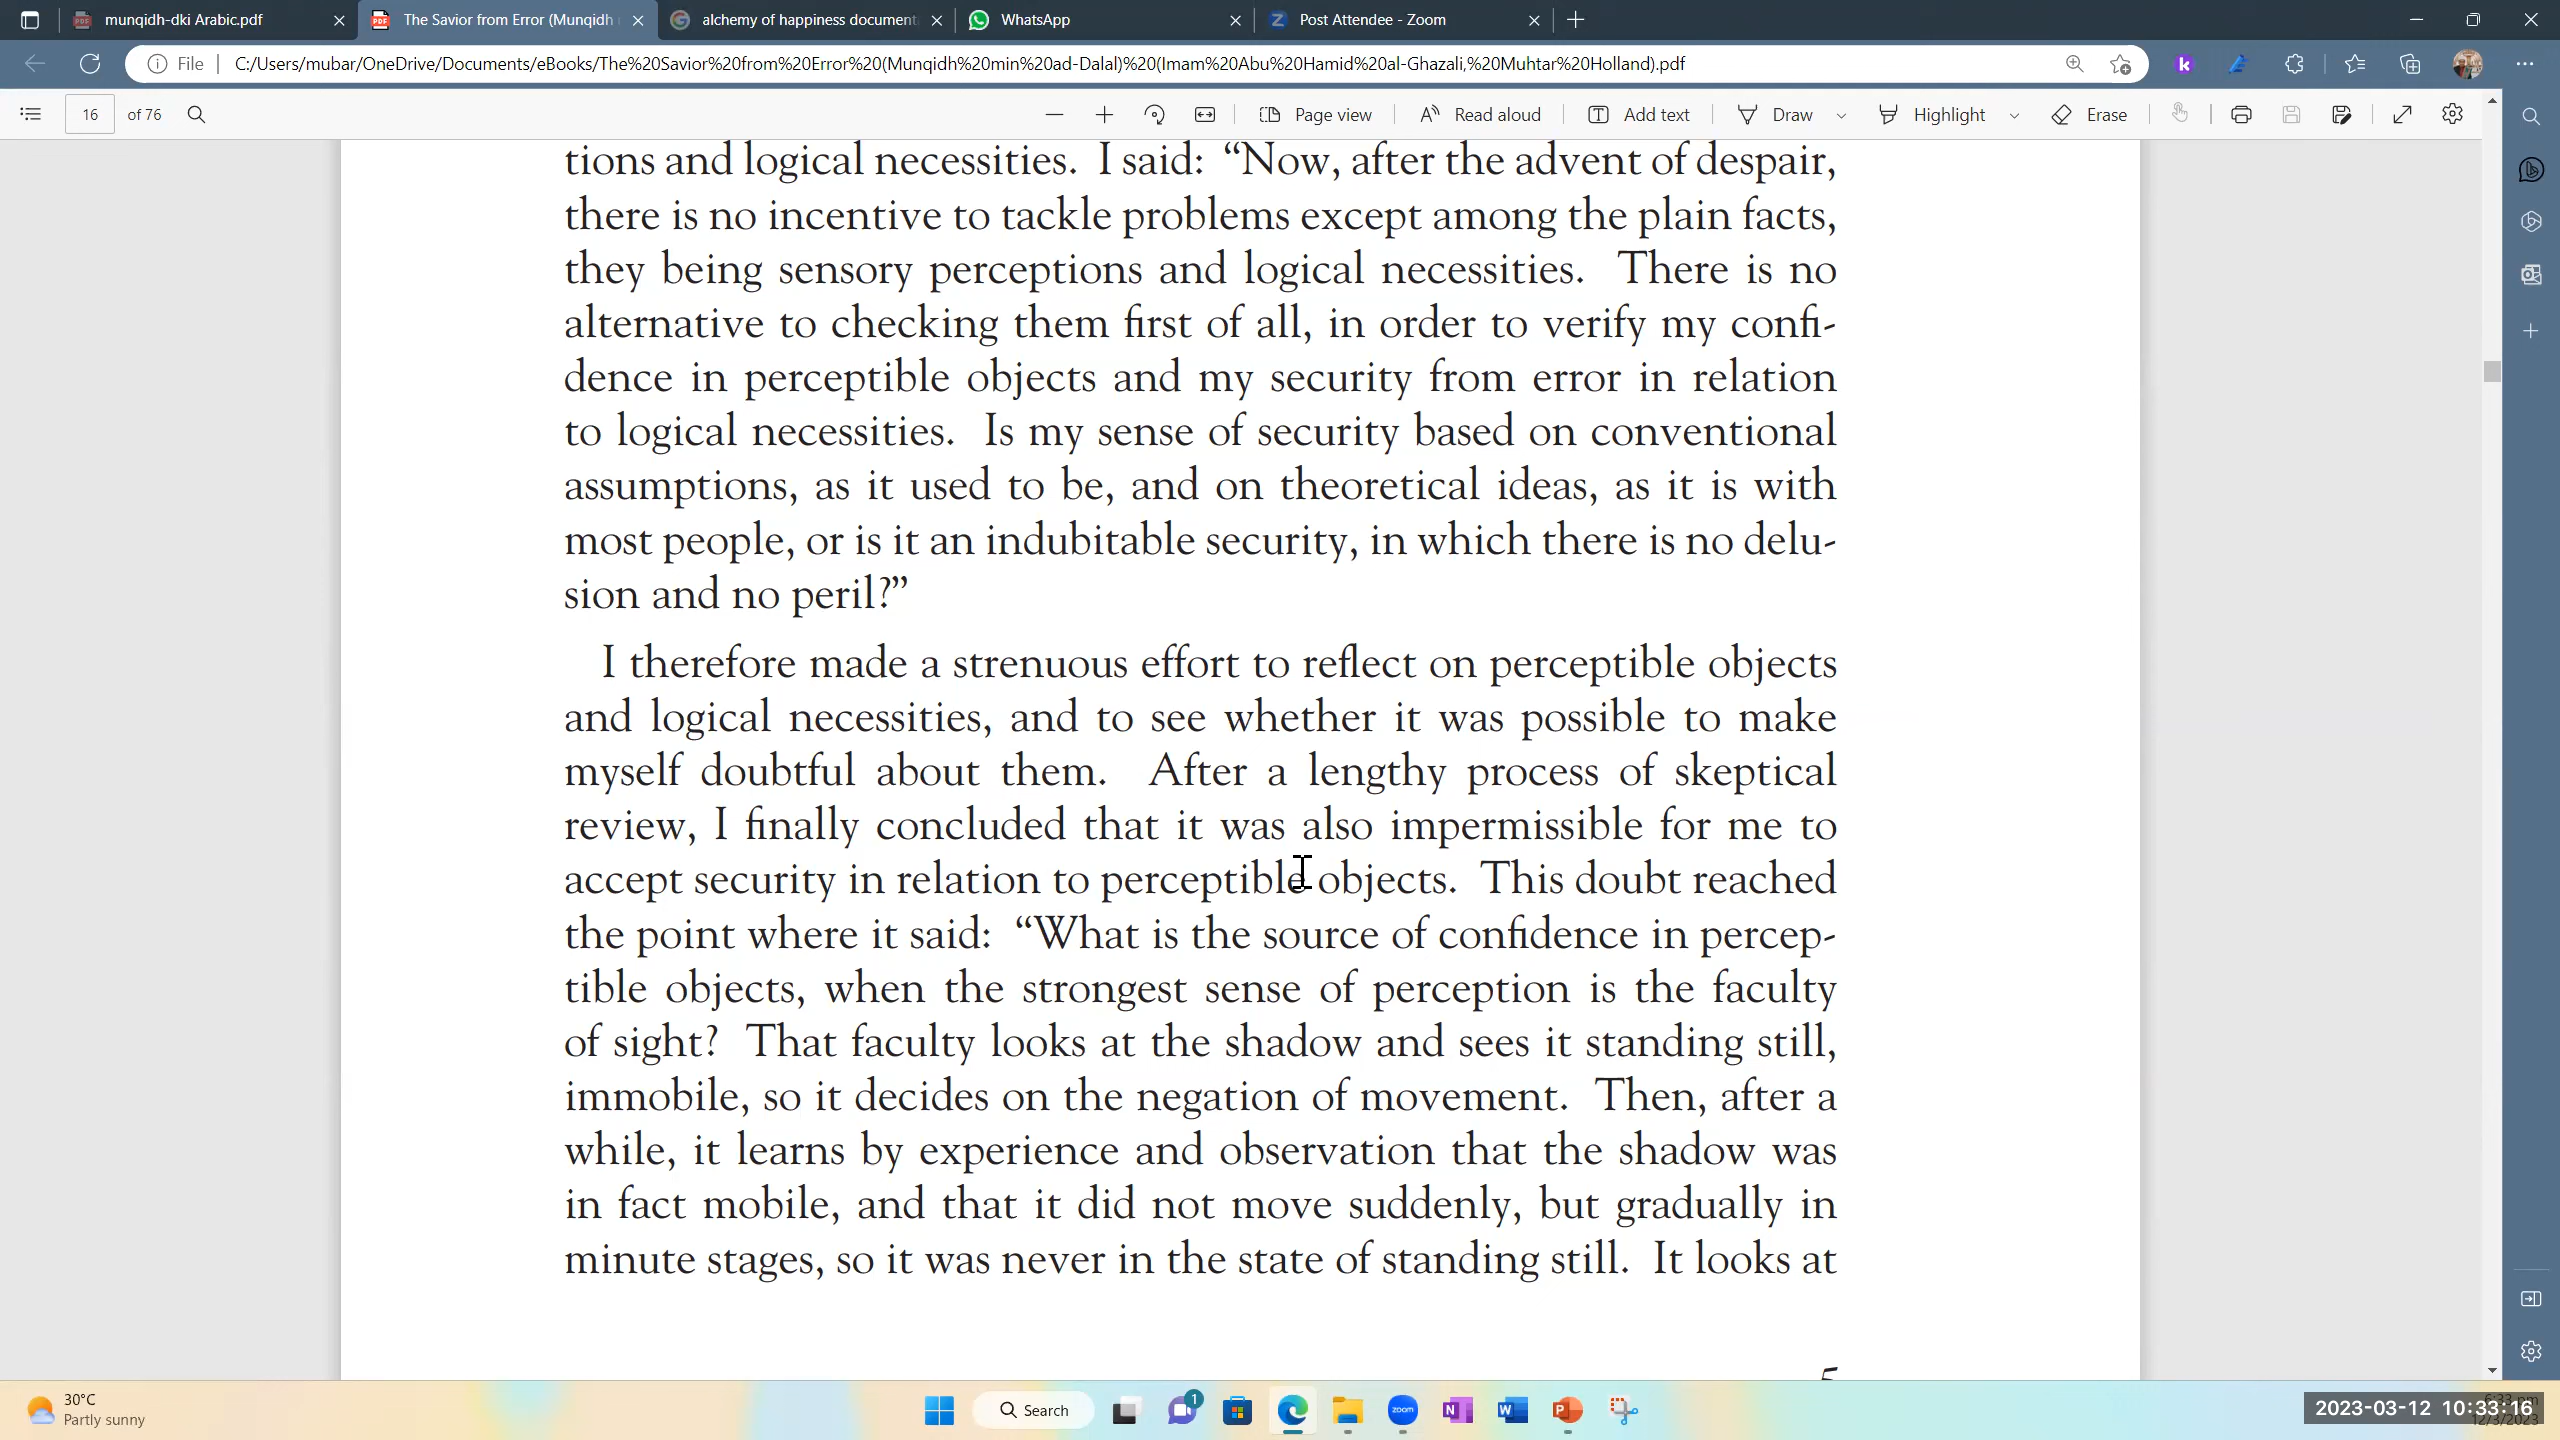 munqidh-dki Arabic.pdf
The Savior from Error (Munqidh
alchemy of happiness document
WhatsApp
Post Attendee - Zoom
File
C:/Users/mubar/OneDrive/Documents/eBooks/The%20Savior%20from%20Error%20(Munqidh%20min%20ad-Dalal)%20(Imam%20Abu%20Hamid%20al-Ghazali,%20Muhtar%20Holland).pdf
16 of 76
Page view
Read aloud
Add text
Draw
Highlight
Erase
tions and logical necessities. I said: “Now, after the advent of despair,
there is no incentive to tackle problems except among the plain facts,
they being sensory perceptions and logical necessities. There is no
alternative to checking them first of all, in order to verify my confi-
dence in perceptible objects and my security from error in relation
to logical necessities. Is my sense of security based on conventional
assumptions, as it used to be, and on theoretical ideas, as it is with
most people, or is it an indubitable security, in which there is no delu-
sion and no peril?”
I therefore made a strenuous effort to reflect on perceptible objects
and logical necessities, and to see whether it was possible to make
myself doubtful about them. After a lengthy process of skeptical
review, I finally concluded that it was also impermissible for me to
accept security in relation to perceptible objects. This doubt reached
the point where it said: “What is the source of confidence in percep-
tible objects, when the strongest sense of perception is the faculty
of sight? That faculty looks at the shadow and sees it standing still,
immobile, so it decides on the negation of movement. Then, after a
while, it learns by experience and observation that the shadow was
in fact mobile, and that it did not move suddenly, but gradually in
minute stages, so it was never in the state of standing still. It looks at
30°C
Partly sunny
Search
1
zoom
2023-03-12 10:33:16